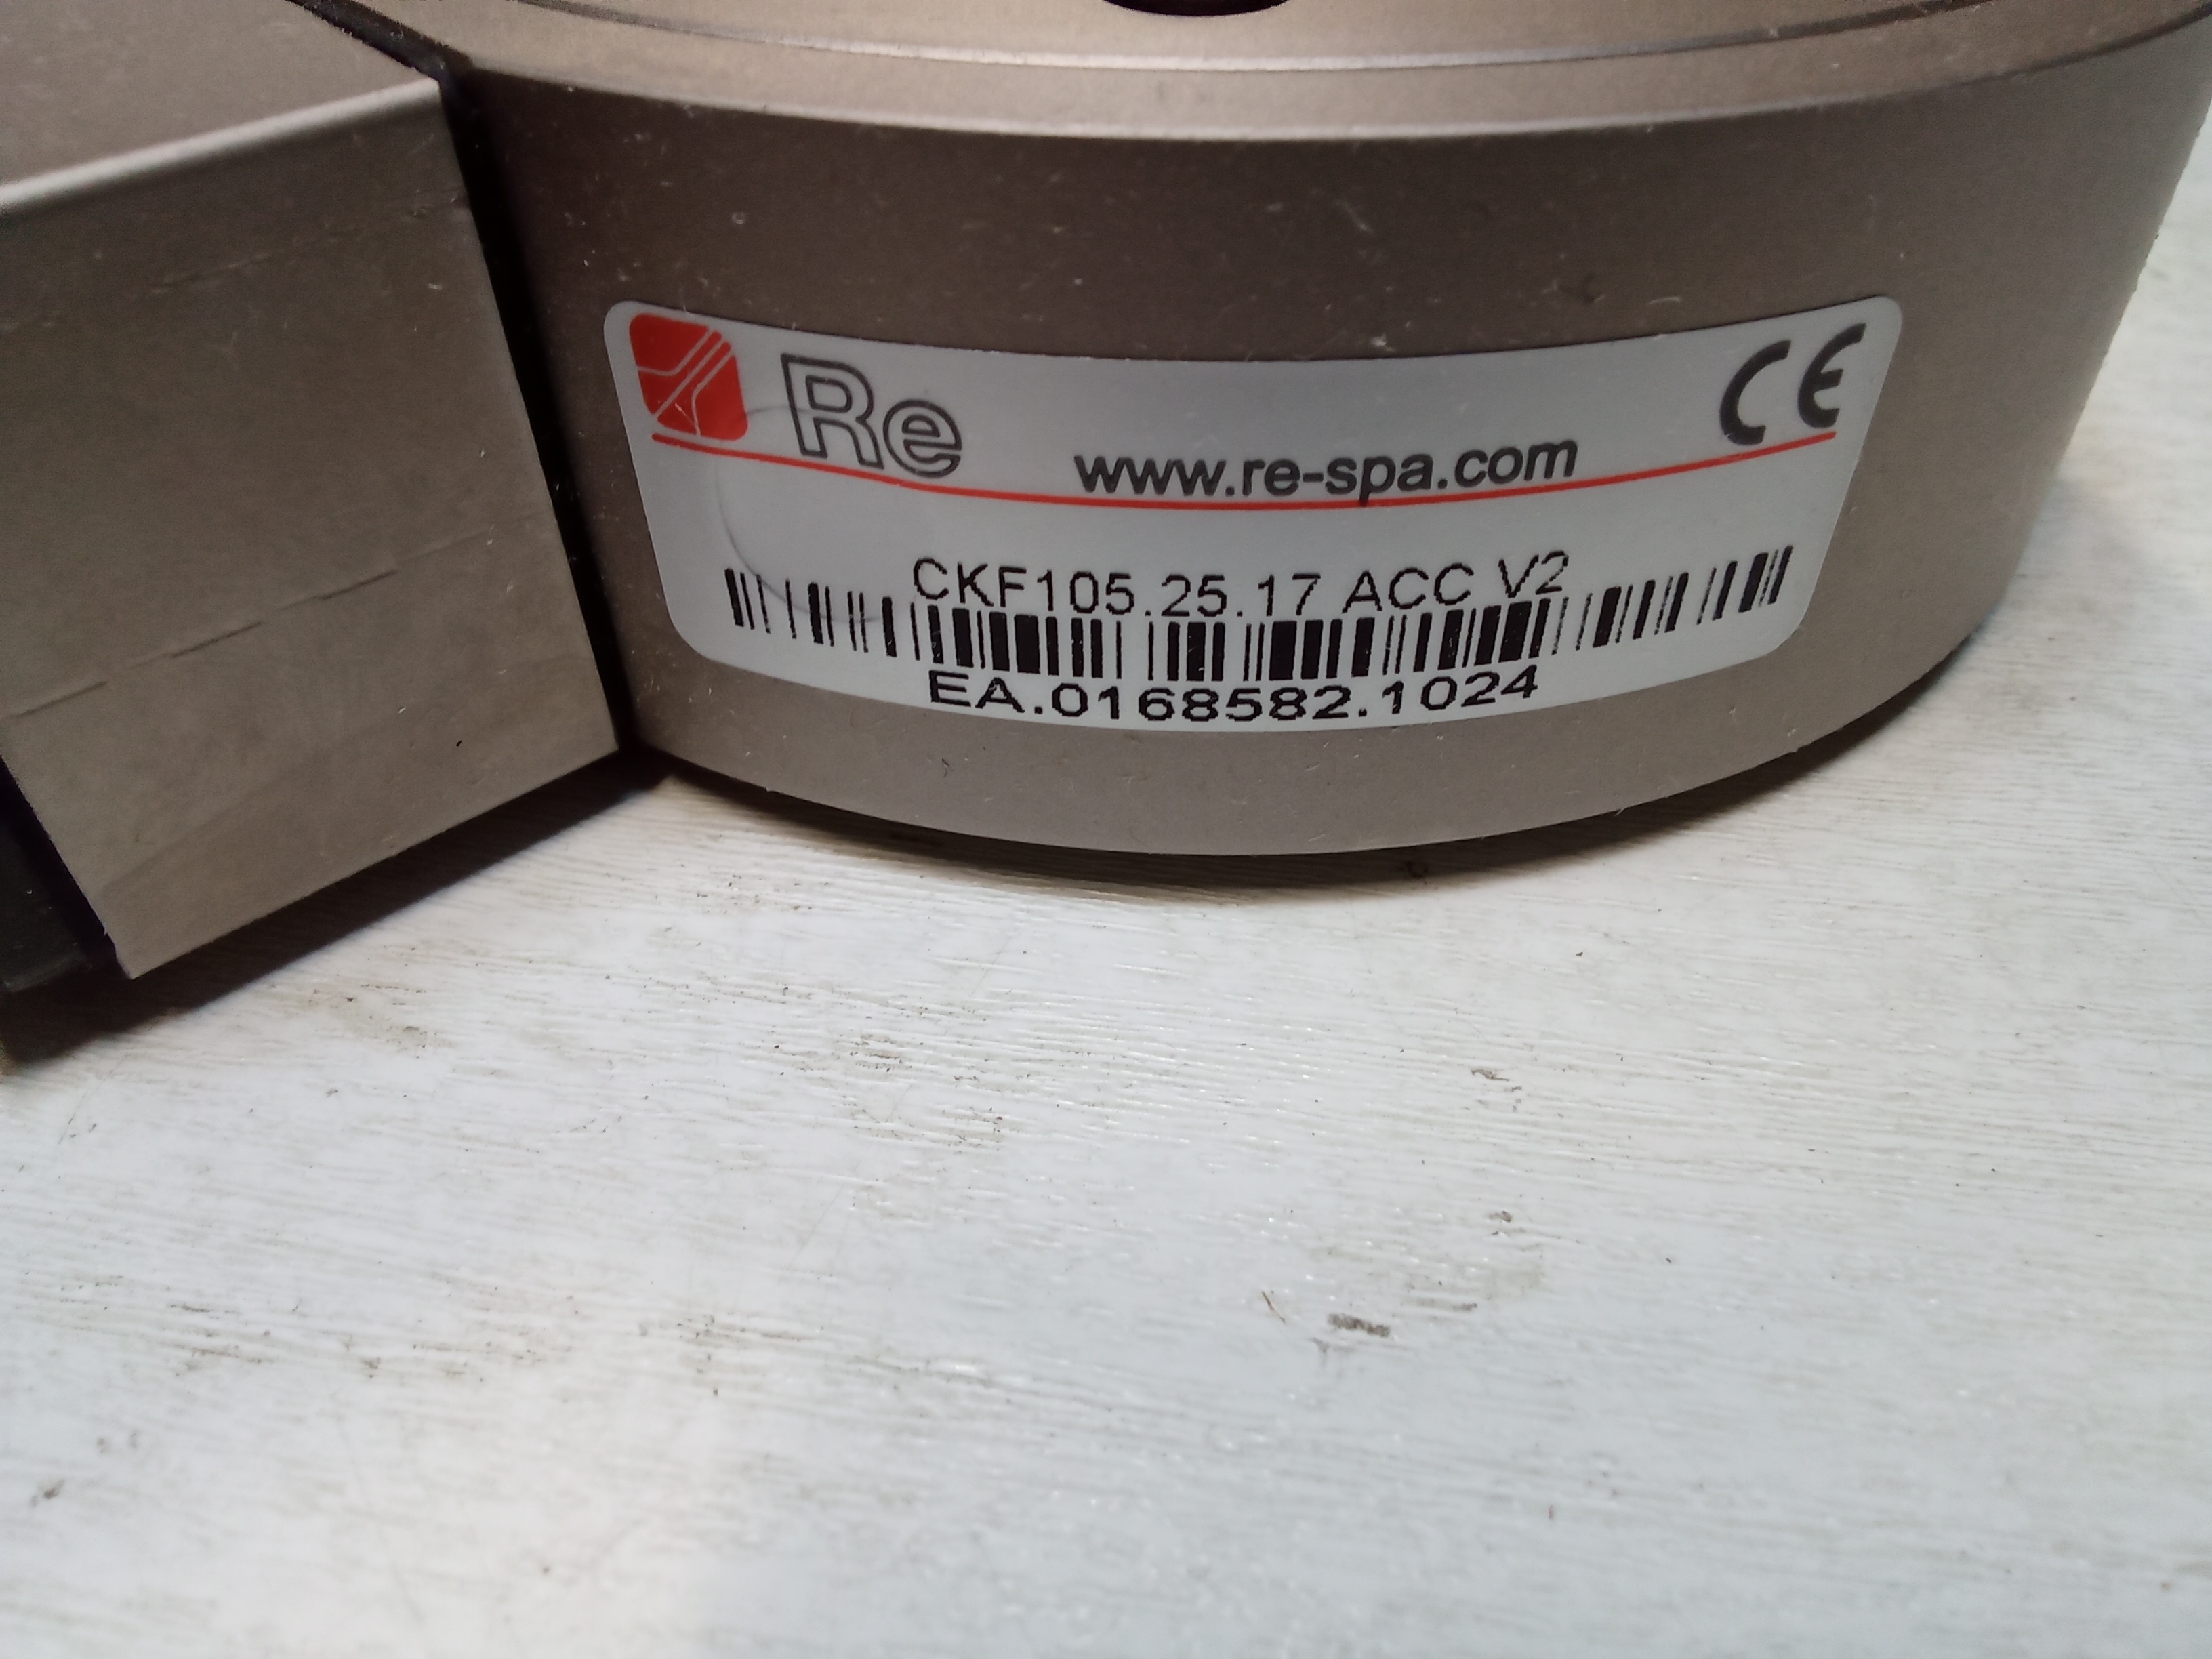 Re
www.re-spa.com
CE
CKF105.25.17 ACC V2
EA.0168582.1024